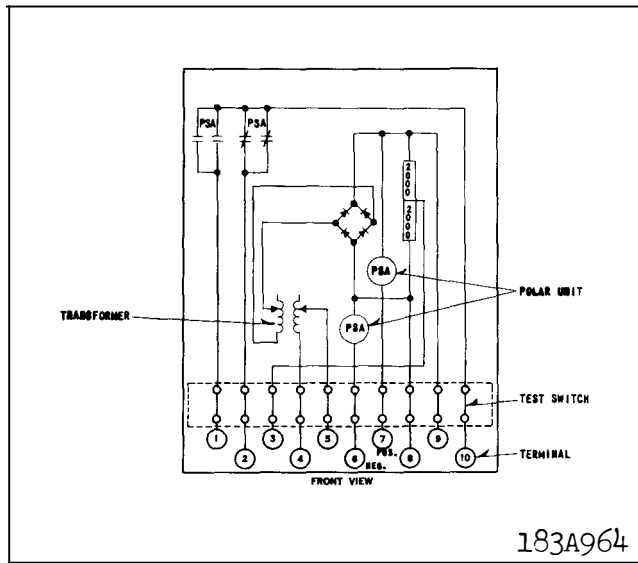 PSA PSA
2000
2000
PSA
POLAR UNIT
TRANSFORMER
PSA
TEST SWITCH
1 3 5 7 9
POS.
2 4 6 8 10
NEG.
TERMINAL
FRONT VIEW
183A964